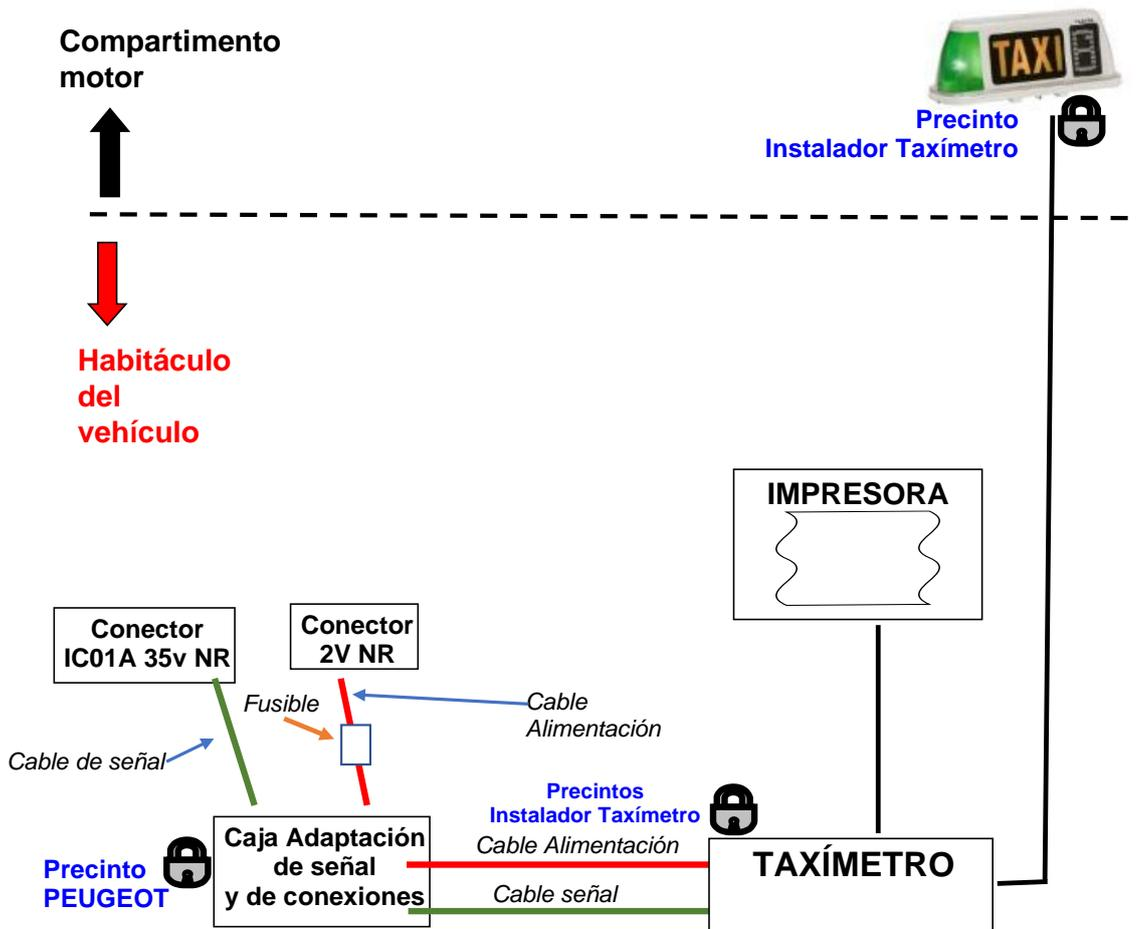 Compartimento
motor
TAXI
Precinto
Instalador Taxímetro
Habitáculo
del
vehículo
IMPRESORA
Conector
IC01A 35v NR
Conector
2V NR
Fusible
Cable
Alimentación
Cable de señal
Precintos
Instalador Taxímetro
Caja Adaptación
de señal
y de conexiones
Cable Alimentación
TAXÍMETRO
Precinto
PEUGEOT
Cable señal